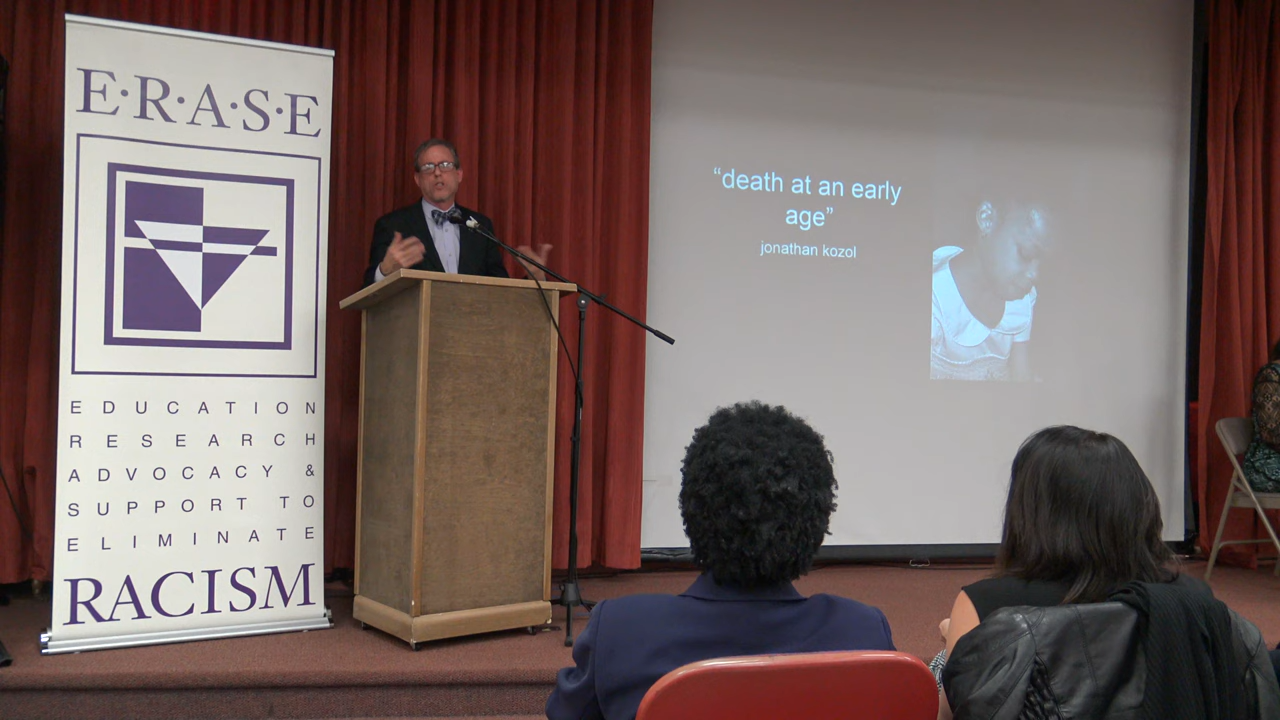 E·R·A·S·E
EDUCATION
RESEARCH
ADVOCACY &
SUPPORT TO
ELIMINATE
RACISM
“death at an early
age”
jonathan kozol